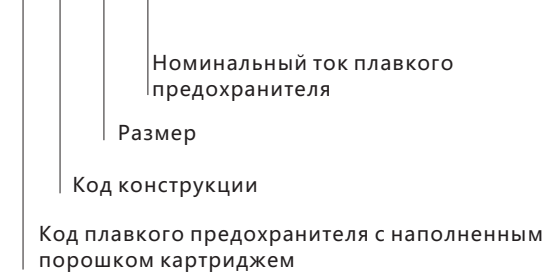 Номинальный ток плавкого
предохранителя
Размер
Код конструкции
Код плавкого предохранителя с наполненным
порошком картриджем